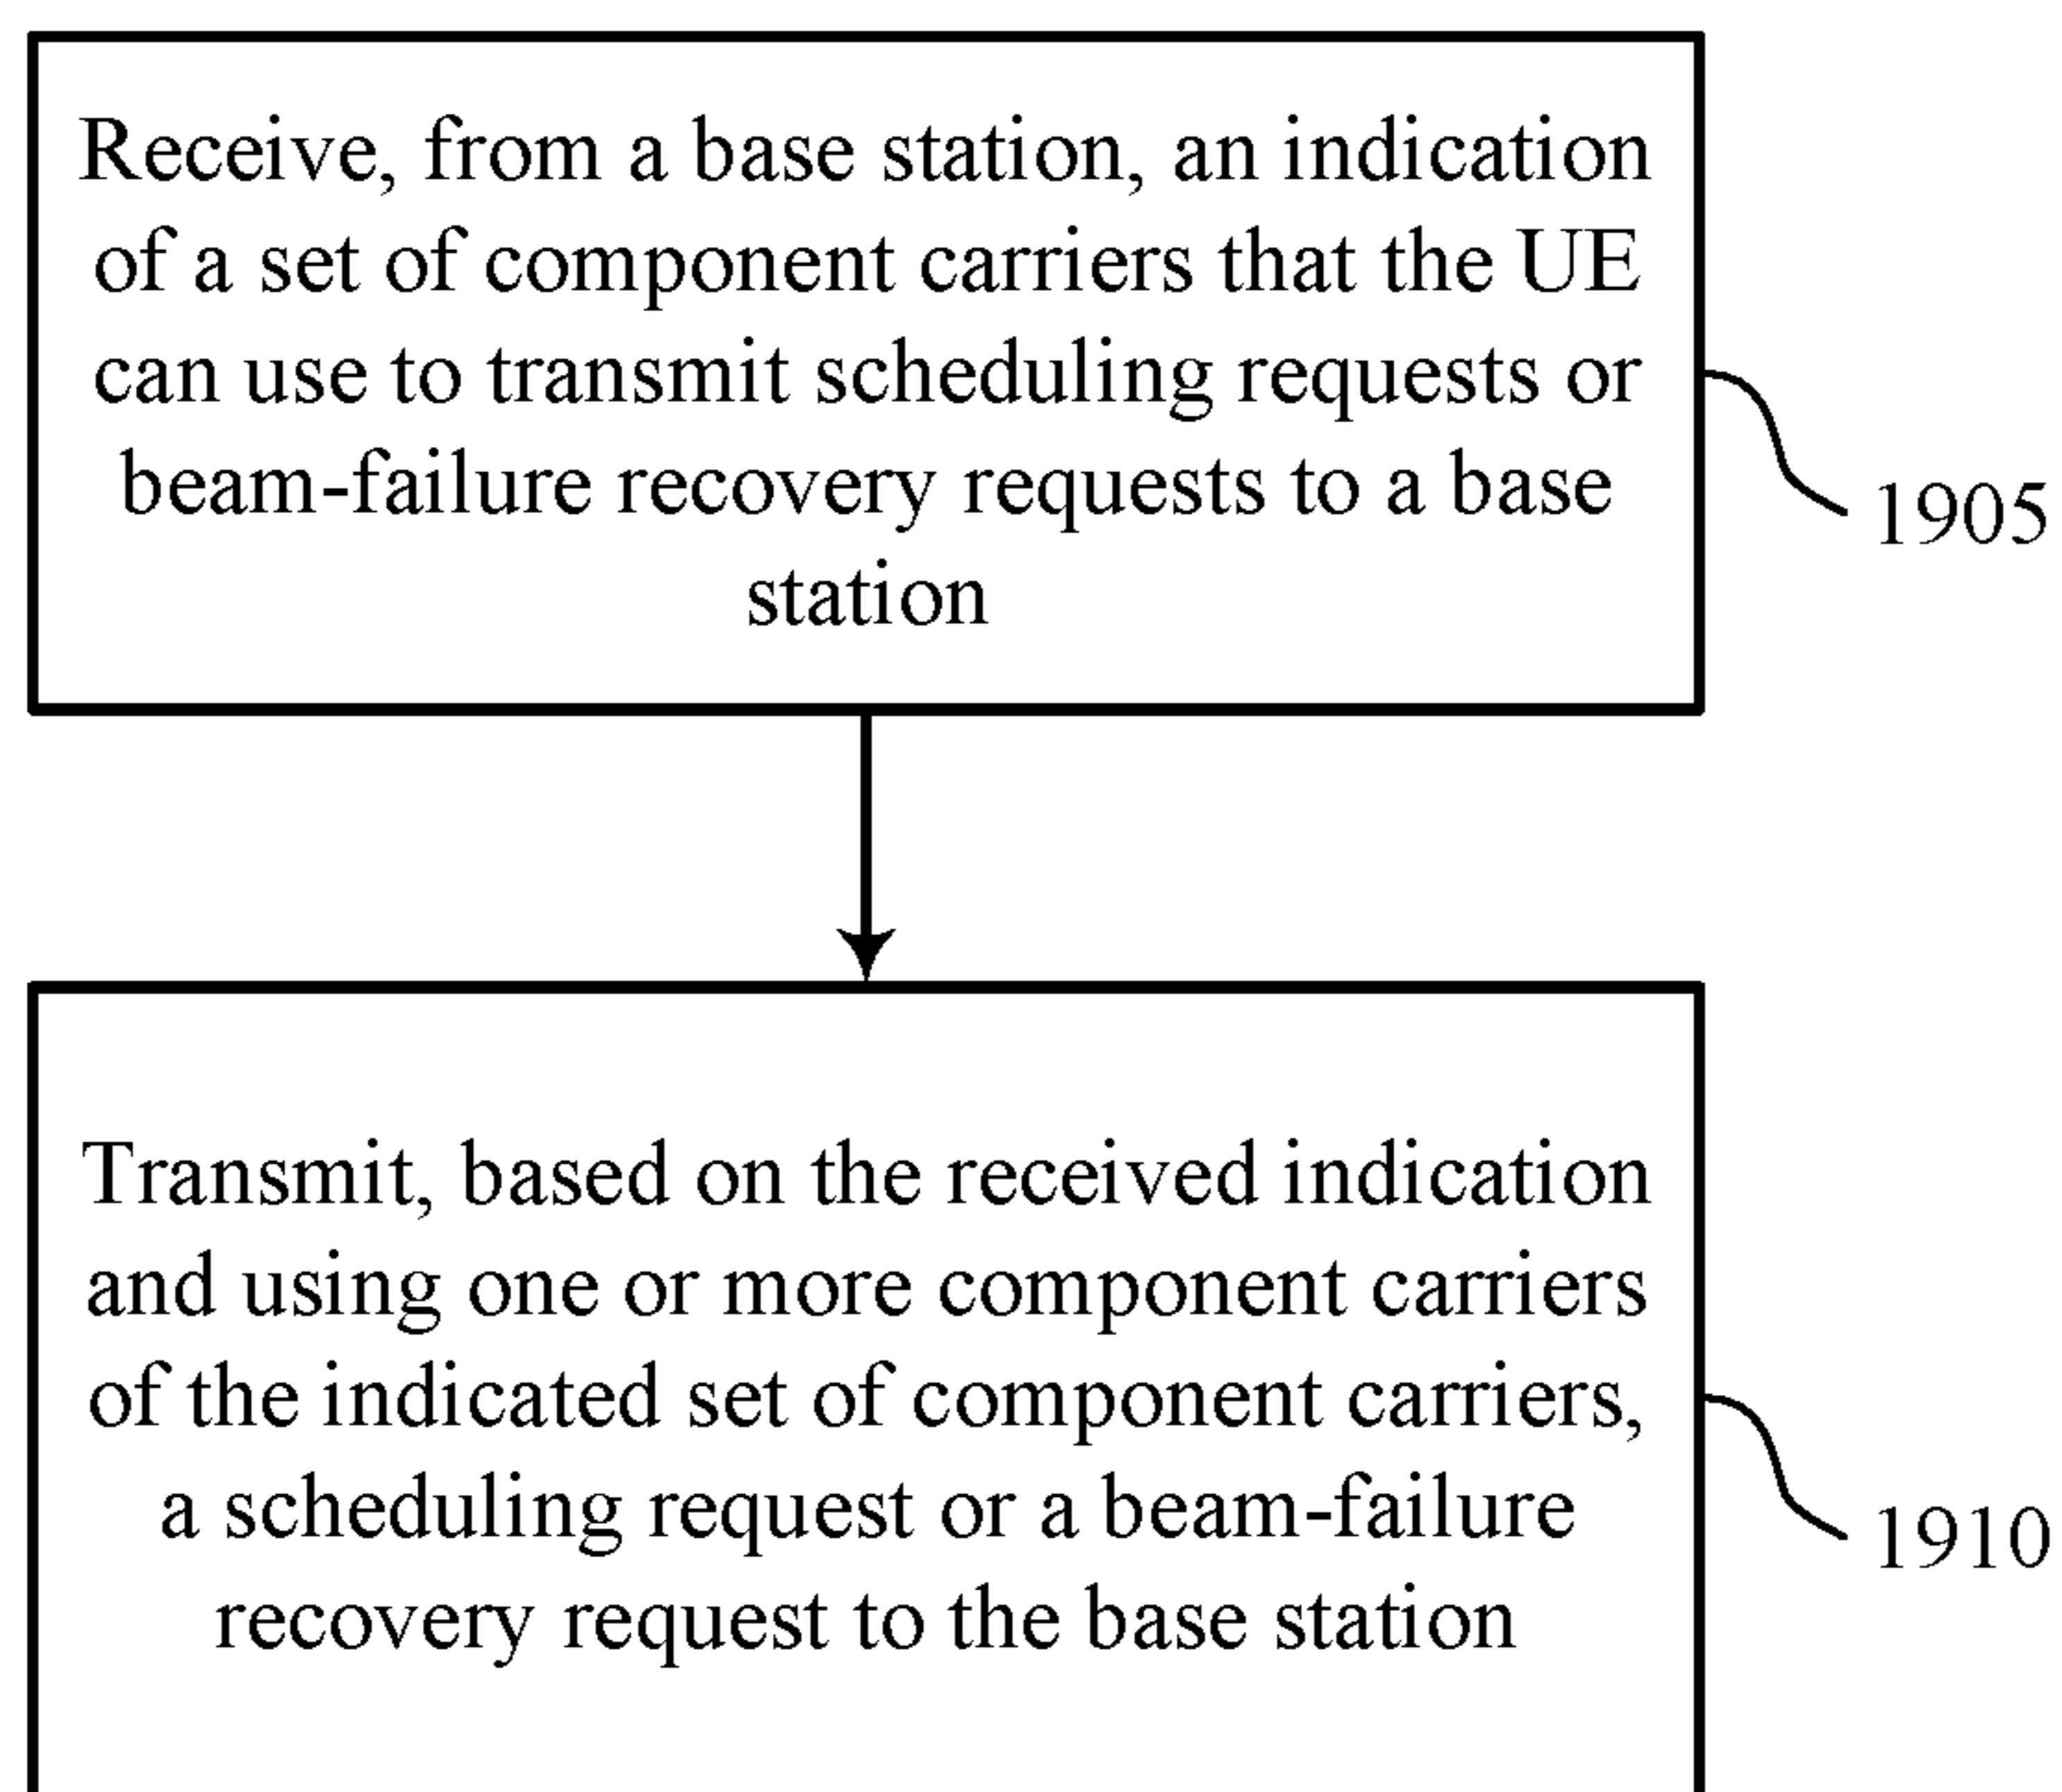 Receive, from a base station, an indication
of a set of component carriers that the UE
can use to transmit scheduling requests or
beam-failure recovery requests to a base
station
1905
Transmit, based on the received indication
and using one or more component carriers
of the indicated set of component carriers,
a scheduling request or a beam-failure
recovery request to the base station
1910